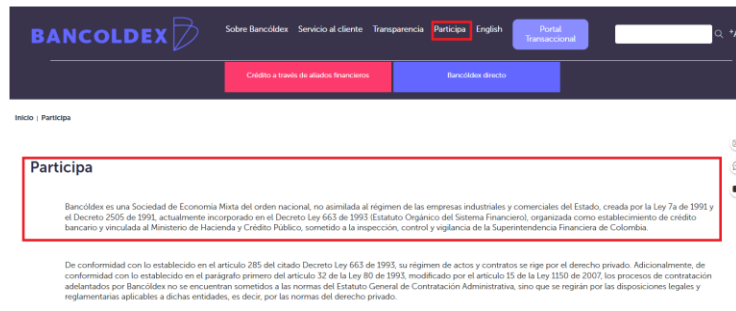 BANCOLDEX
Sobre Bancóldex Servicio al cliente Transparencia Participa English Portal
Transaccional
Crédito a través de aliados financieros Bancóldex directo
Inicio | Participa
Participa
Bancóldex es una Sociedad de Economía Mixta del orden nacional, no asimilada al régimen de las empresas industriales y comerciales del Estado, creada por la Ley 7a de 1991 y
el Decreto 2505 de 1991, actualmente incorporado en el Decreto Ley 663 de 1993 (Estatuto Orgánico del Sistema Financiero), organizada como establecimiento de crédito
bancario y vinculada al Ministerio de Hacienda y Crédito Público, sometido a la inspección, control y vigilancia de la Superintendencia Financiera de Colombia.
De conformidad con lo establecido en el artículo 285 del citado Decreto Ley 663 de 1993, su régimen de actos y contratos se rige por el derecho privado. Adicionalmente, de
conformidad con lo establecido en el parágrafo primero del artículo 32 de la Ley 80 de 1993, modificado por el artículo 15 de la Ley 1150 de 2007, los procesos de contratación
adelantados por Bancóldex no se encuentran sometidos a las normas del Estatuto General de Contratación Administrativa, sino que se regirán por las disposiciones legales y
reglamentarias aplicables a dichas entidades, es decir, por las normas del derecho privado.